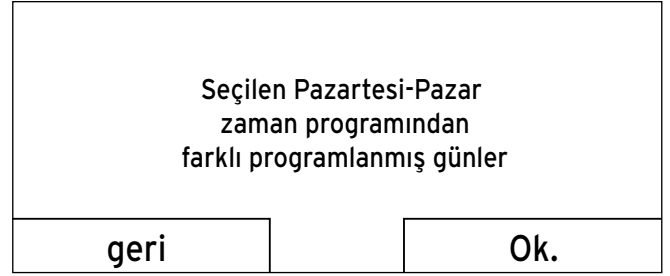 Seçilen Pazartesi-Pazar
zaman programından
farklı programlanmış günler
geri
Ok.